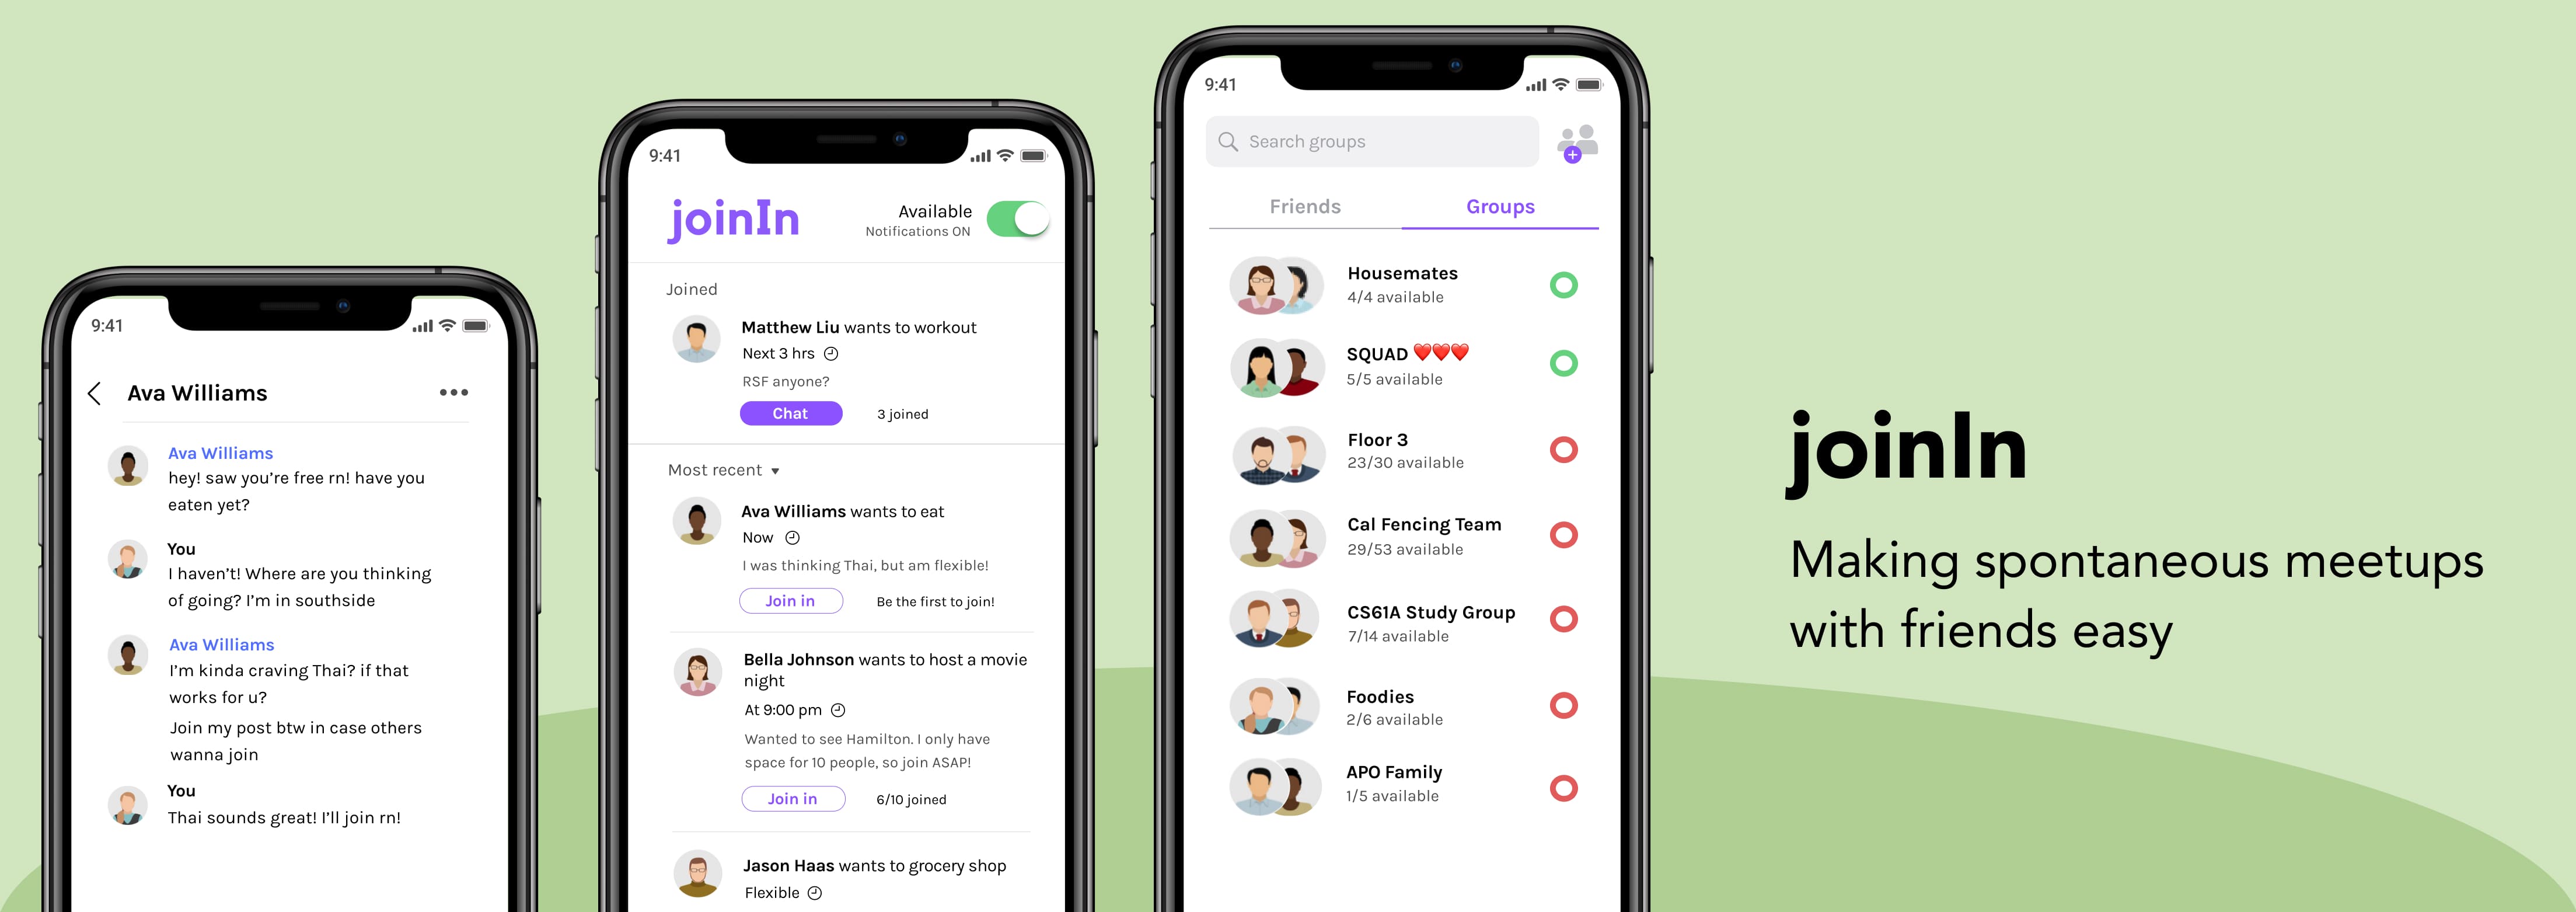 9:41
Ava Williams
Ava Williams
hey! saw you’re free rn! have you
eaten yet?
You
I haven’t! Where are you thinking
of going? I’m in southside
Ava Williams
I’m kinda craving Thai? if that
works for u?
Join my post btw in case others
wanna join
You
Thai sounds great! I’ll join rn!
9:41
joinIn
Available
Notifications ON
Joined
Matthew Liu wants to workout
Next 3 hrs
RSF anyone?
Chat 3 joined
Most recent
Ava Williams wants to eat
Now
I was thinking Thai, but am flexible!
Join in Be the first to join!
Bella Johnson wants to host a movie
night
At 9:00 pm
Wanted to see Hamilton. I only have
space for 10 people, so join ASAP!
Join in 6/10 joined
Jason Haas wants to grocery shop
Flexible
9:41
Search groups
Friends Groups
Housemates
4/4 available
SQUAD ❤️❤️❤️
5/5 available
Floor 3
23/30 available
Cal Fencing Team
29/53 available
CS61A Study Group
7/14 available
Foodies
2/6 available
APO Family
1/5 available
joinIn
Making spontaneous meetups
with friends easy